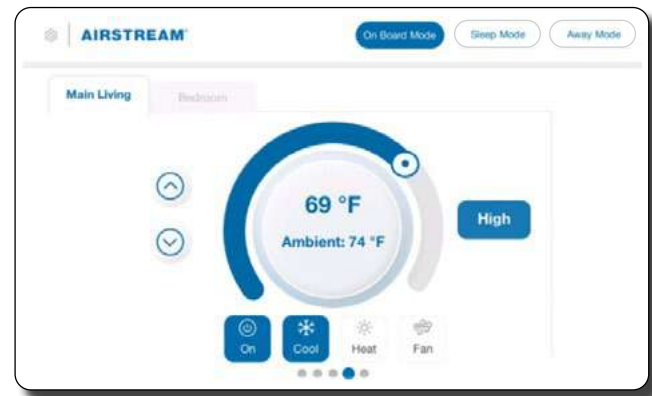 AIRSTREAM
On Board Mode
Sleep Mode
Away Mode
Main Living
Bedroom
69 °F
Ambient: 74 °F
High
On
Cool
Heat
Fan